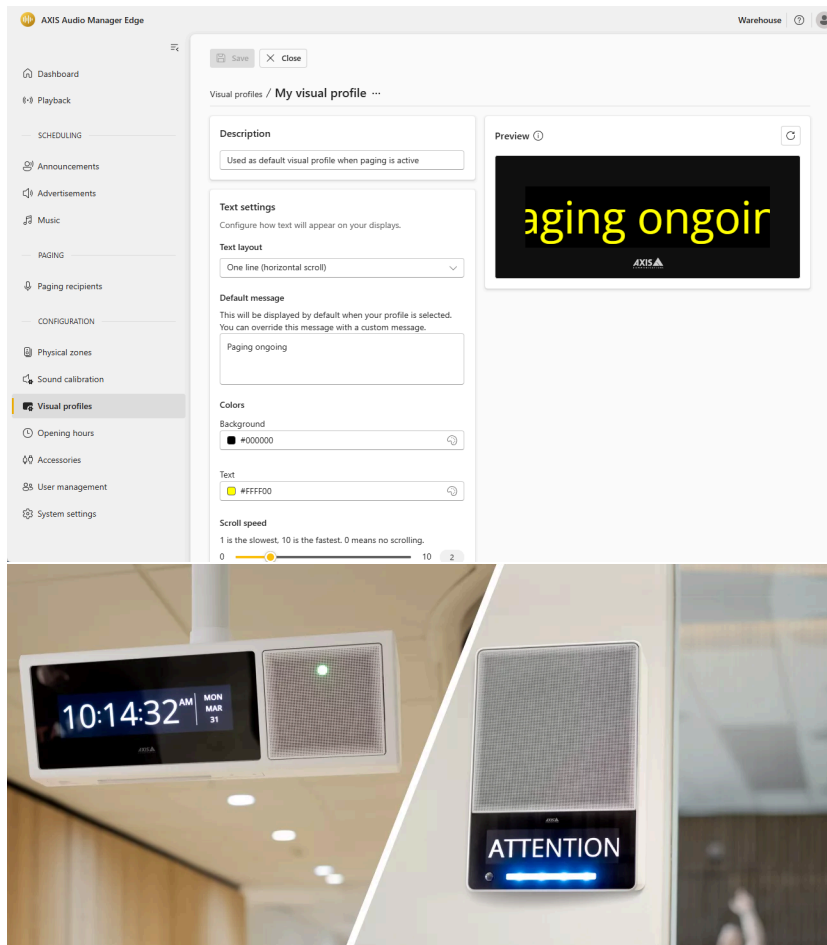 AXIS Audio Manager Edge
Warehouse
Dashboard
Playback
SCHEDULING
Announcements
Advertisements
Music
PAGING
Paging recipients
CONFIGURATION
Physical zones
Sound calibration
Visual profiles
Opening hours
Accessories
User management
System settings
Save
Close
Visual profiles / My visual profile ...
Description
Used as default visual profile when paging is active
Text settings
Configure how text will appear on your displays.
Text layout
One line (horizontal scroll)
Default message
This will be displayed by default when your profile is selected.
You can override this message with a custom message.
Paging ongoing
Colors
Background
#000000
Text
#FFFF00
Scroll speed
1 is the slowest, 10 is the fastest. 0 means no scrolling.
0 10 2
Preview
aging ongoin
AXIS
10:14:32 AM
MON
MAR
31
AXIS
AXIS
ATTENTION